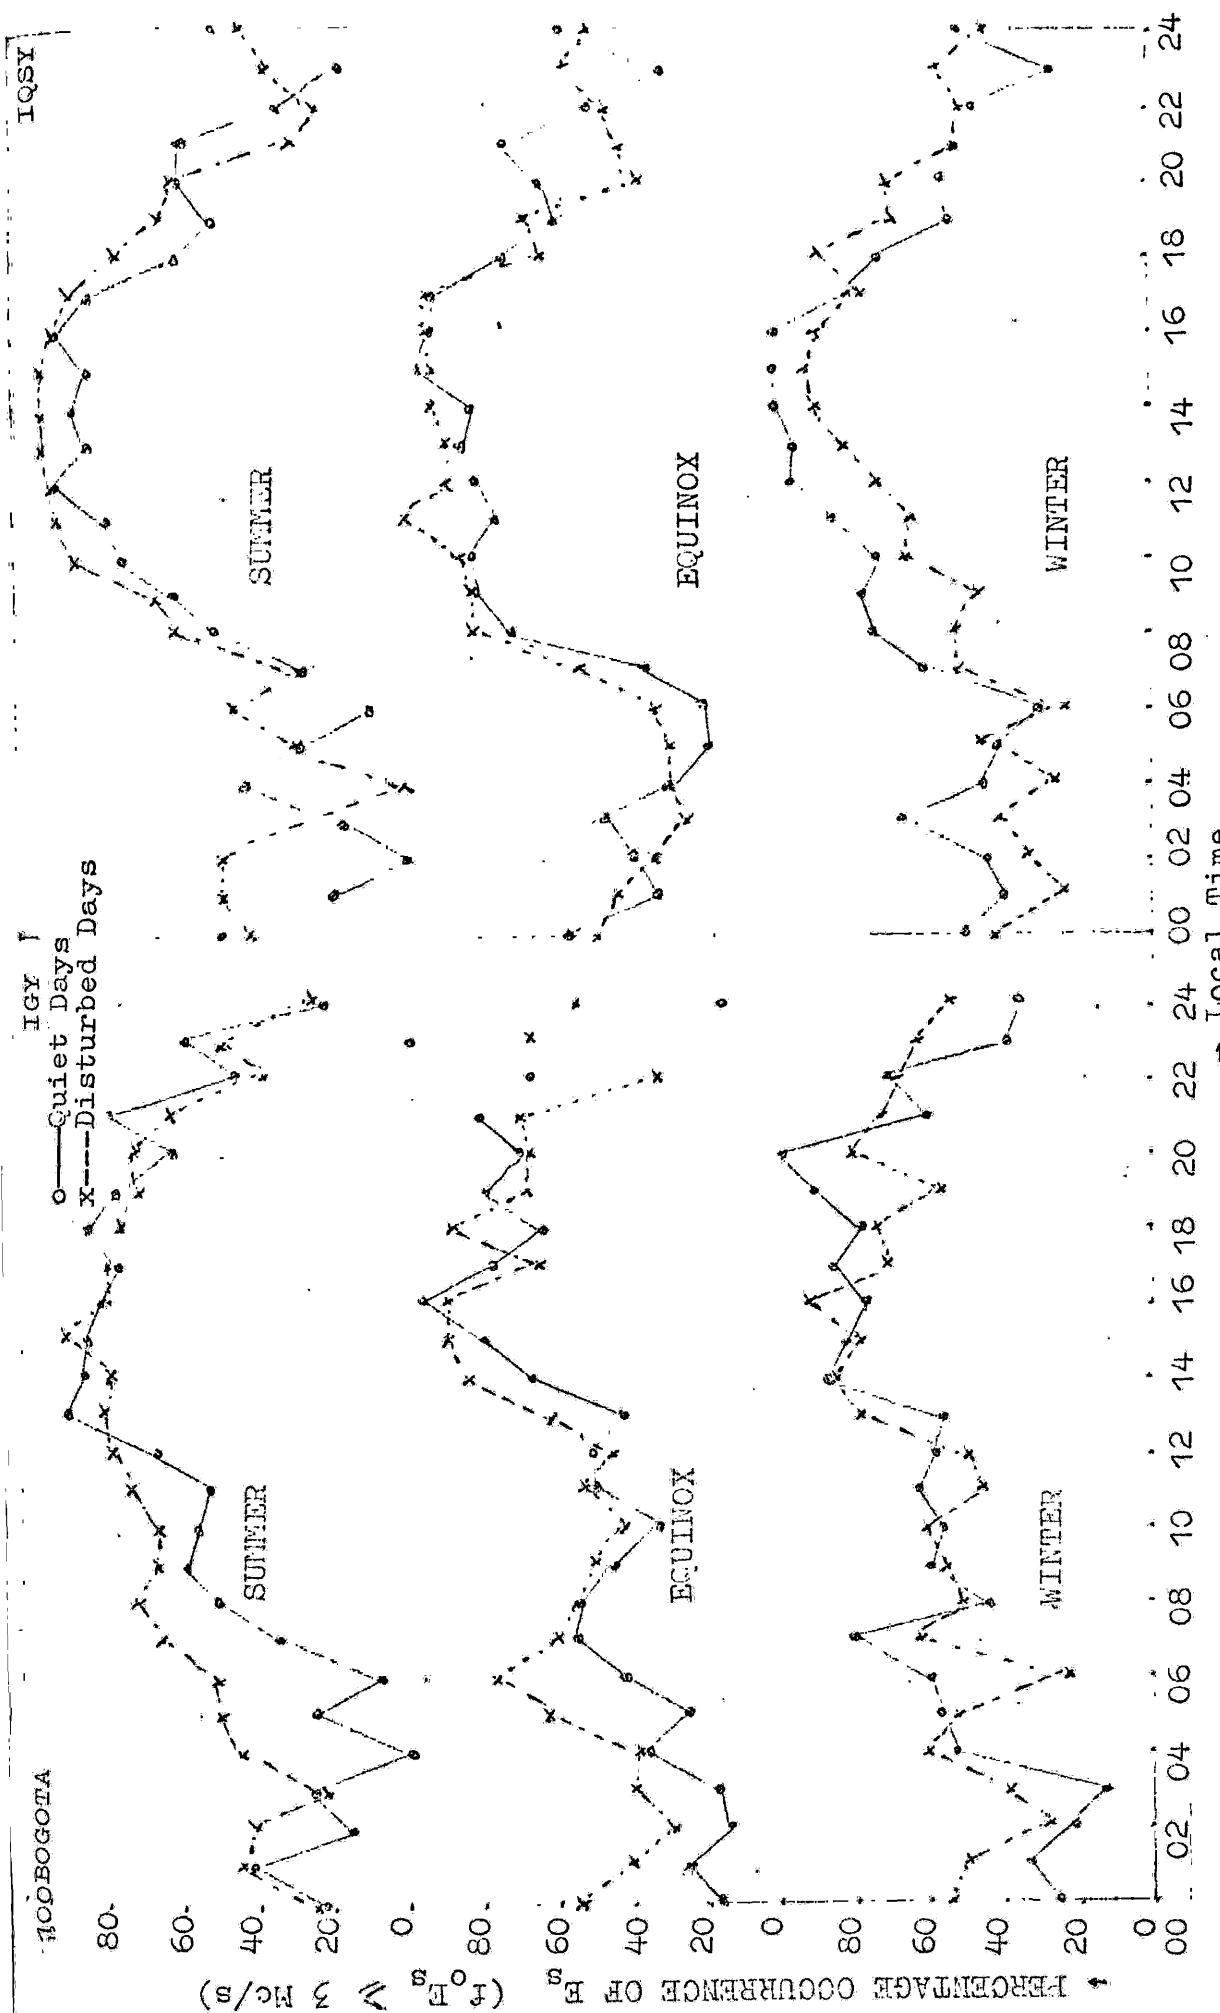 100BOGOTA
IGY
IQSY
o——Quiet Days
x----Disturbed Days
SUMMER
SUMMER
EQUINOX
EQUINOX
WINTER
WINTER
80
60
40
20
0
80
60
40
20
0
80
60
40
20
00
00 02 04 06 08 10 12 14 16 18 20 22 24
00 02 04 06 08 10 12 14 16 18 20 22 24
→ Local Time
→ PERCENTAGE OCCURRENCE OF Es (foEs ⩾ 3 Mc/s)